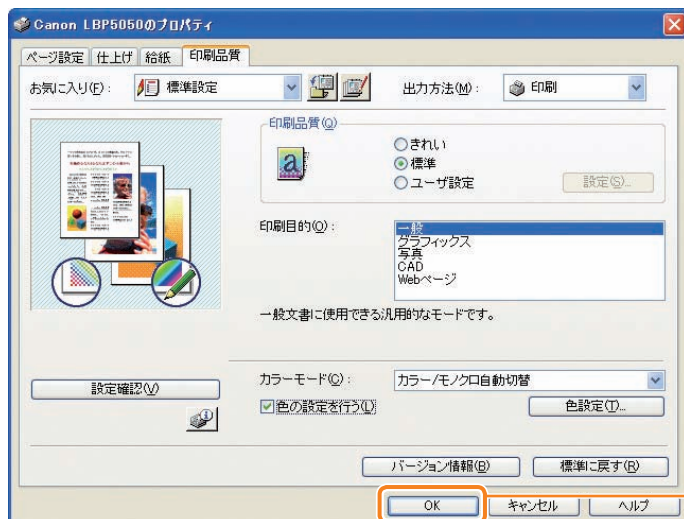 Canon LBP5050のプロパティ
ページ設定 仕上げ 給紙 印刷品質
お気に入り(F): 標準設定 出力方法(M): 印刷
印刷品質(Q)
きれい
標準
ユーザ設定 設定(S)...
印刷目的(O): 一般
グラフィックス
写真
CAD
Webページ
一般文書に使用できる汎用的なモードです。
設定確認(V)
カラーモード(C): カラー/モノクロ自動切替
色の設定を行う(L) 色設定(T)...
バージョン情報(B) 標準に戻す(R)
OK キャンセル ヘルプ